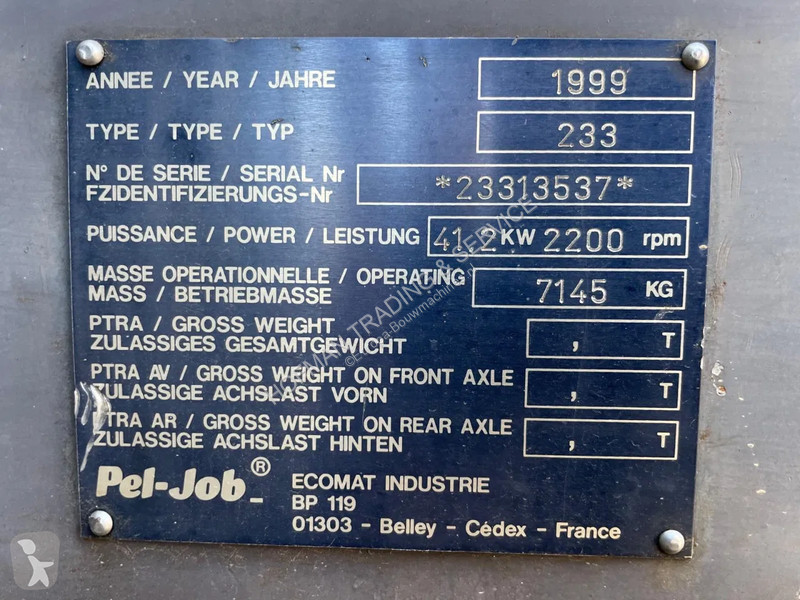 ANNEE / YEAR / JAHRE 1999
TYPE / TYPE / TYP 233
N° DE SERIE / SERIAL Nr
FZIDENTIFIZIERUNGS-Nr *23313537*
PUISSANCE / POWER / LEISTUNG 41.2 KW 2200 rpm
MASSE OPERATIONNELLE / OPERATING
MASS / BETRIEBMASSE 7145 KG
PTRA / GROSS WEIGHT
ZULASSIGES GESAMTGEWICHT , T
PTRA AV / GROSS WEIGHT ON FRONT AXLE
ZULASSIGE ACHSLAST VORN , T
PTRA AR / GROSS WEIGHT ON REAR AXLE
ZULASSIGE ACHSLAST HINTEN , T
Pel-Job® ECOMAT INDUSTRIE
BP 119
01303 - Belley - Cédex - France
TRADING & SERVICE